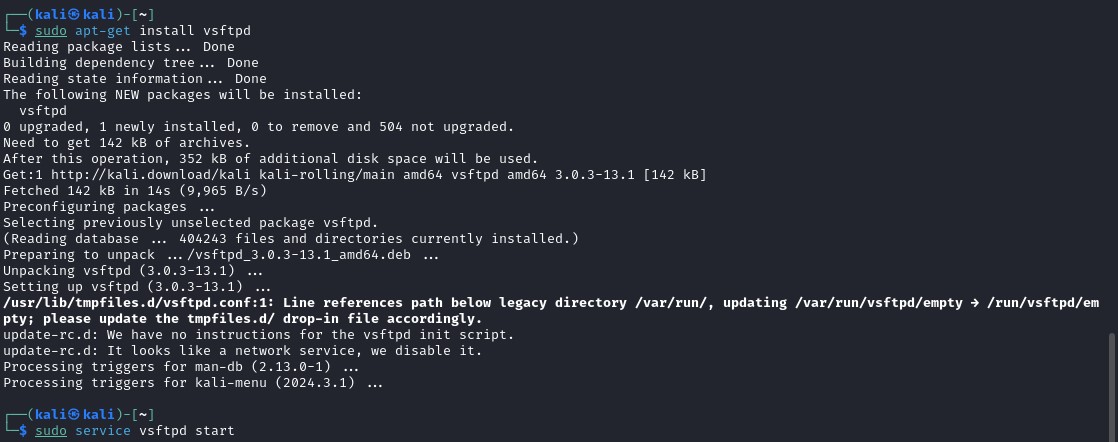 ┌──(kali㉿kali)-[~]
└─$ sudo apt-get install vsftpd
Reading package lists... Done
Building dependency tree... Done
Reading state information... Done
The following NEW packages will be installed:
  vsftpd
0 upgraded, 1 newly installed, 0 to remove and 504 not upgraded.
Need to get 142 kB of archives.
After this operation, 352 kB of additional disk space will be used.
Get:1 http://kali.download/kali kali-rolling/main amd64 vsftpd amd64 3.0.3-13.1 [142 kB]
Fetched 142 kB in 14s (9,965 B/s)
Preconfiguring packages ...
Selecting previously unselected package vsftpd.
(Reading database ... 404243 files and directories currently installed.)
Preparing to unpack .../vsftpd_3.0.3-13.1_amd64.deb ...
Unpacking vsftpd (3.0.3-13.1) ...
Setting up vsftpd (3.0.3-13.1) ...
/usr/lib/tmpfiles.d/vsftpd.conf:1: Line references path below legacy directory /var/run/, updating /var/run/vsftpd/empty → /run/vsftpd/em
pty; please update the tmpfiles.d/ drop-in file accordingly.
update-rc.d: We have no instructions for the vsftpd init script.
update-rc.d: It looks like a network service, we disable it.
Processing triggers for man-db (2.13.0-1) ...
Processing triggers for kali-menu (2024.3.1) ...
┌──(kali㉿kali)-[~]
└─$ sudo service vsftpd start